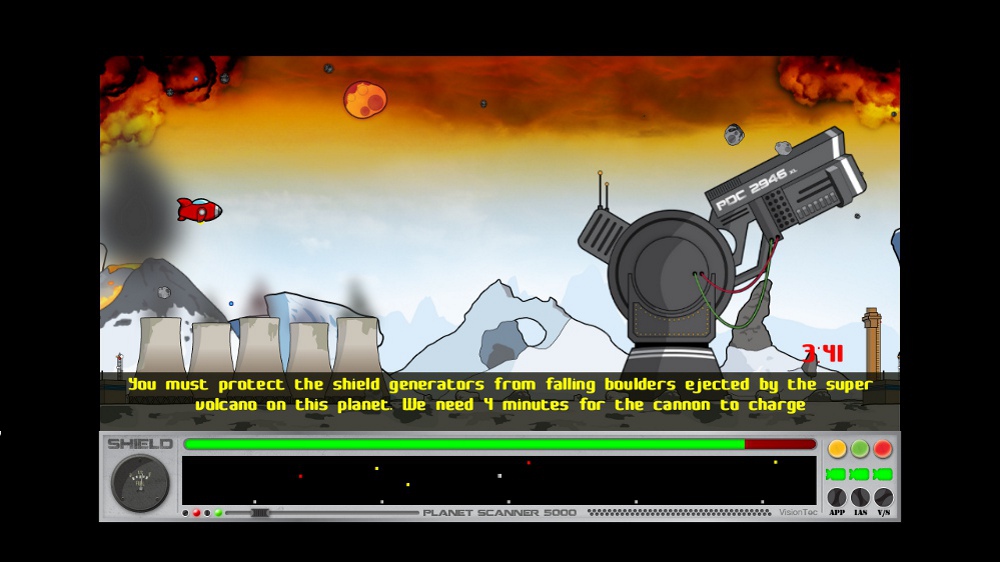 PDC 2946 XL
3:41
You must protect the shield generators from falling boulders ejected by the super
volcano on this planet. We need 4 minutes for the cannon to charge
SHIELD
PLANET SCANNER 5000
VisionTec
APP IAS V/S